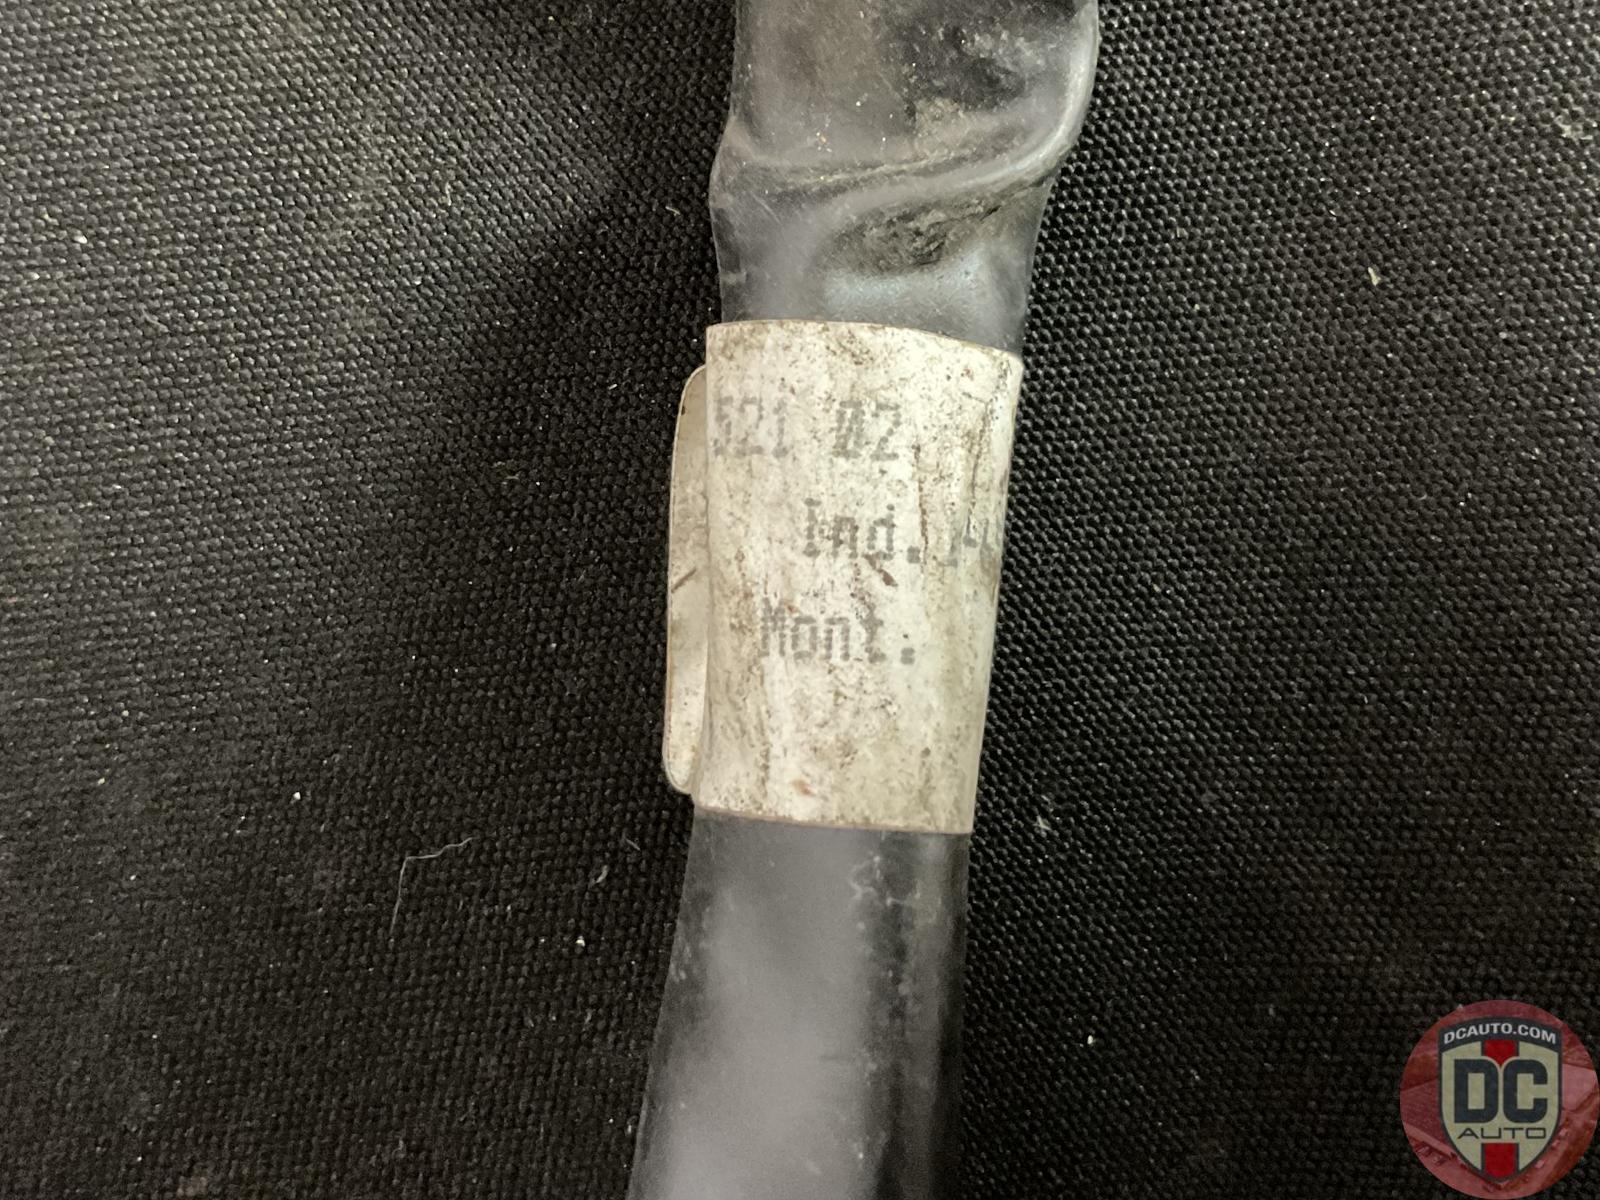 521 02
Ind.
Mont.
DCAUTO.COM
DC
AUTO